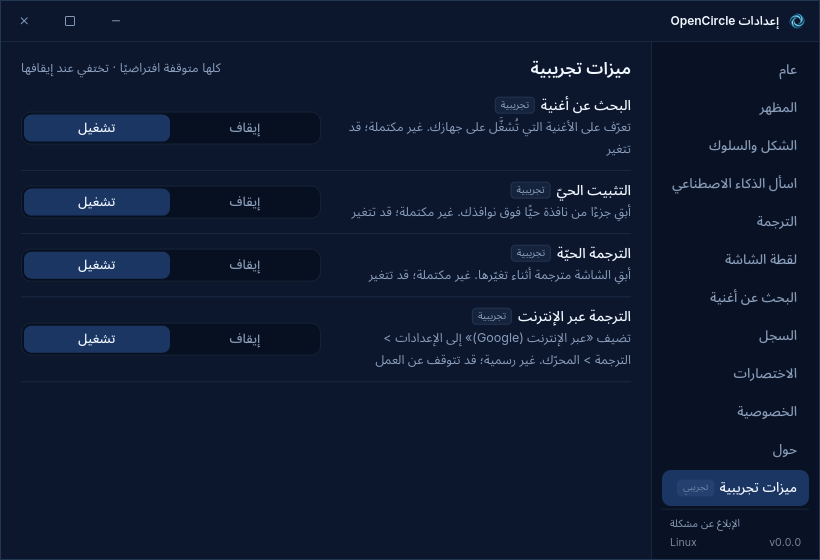 إعدادات OpenCircle
عام
المظهر
الشكل والسلوك
اسأل الذكاء الاصطناعي
الترجمة
لقطة الشاشة
البحث عن أغنية
السجل
الاختصارات
الخصوصية
حول
ميزات تجريبية تجريبي
الإبلاغ عن مشكلة
v0.0.0 Linux
ميزات تجريبية
كلها متوقفة افتراضيًا · تختفي عند إيقافها
البحث عن أغنية تجريبية
تعرّف على الأغنية التي تُشغَّل على جهازك. غير مكتملة؛ قد
تتغير
إيقاف تشغيل
التثبيت الحيّ تجريبية
أبقِ جزءًا من نافذة حيًّا فوق نوافذك. غير مكتملة؛ قد تتغير
إيقاف تشغيل
الترجمة الحيّة تجريبية
أبقِ الشاشة مترجمة أثناء تغيّرها. غير مكتملة؛ قد تتغير
إيقاف تشغيل
الترجمة عبر الإنترنت تجريبية
تضيف «عبر الإنترنت (Google)» إلى الإعدادات >
الترجمة > المحرّك. غير رسمية؛ قد تتوقف عن العمل
إيقاف تشغيل